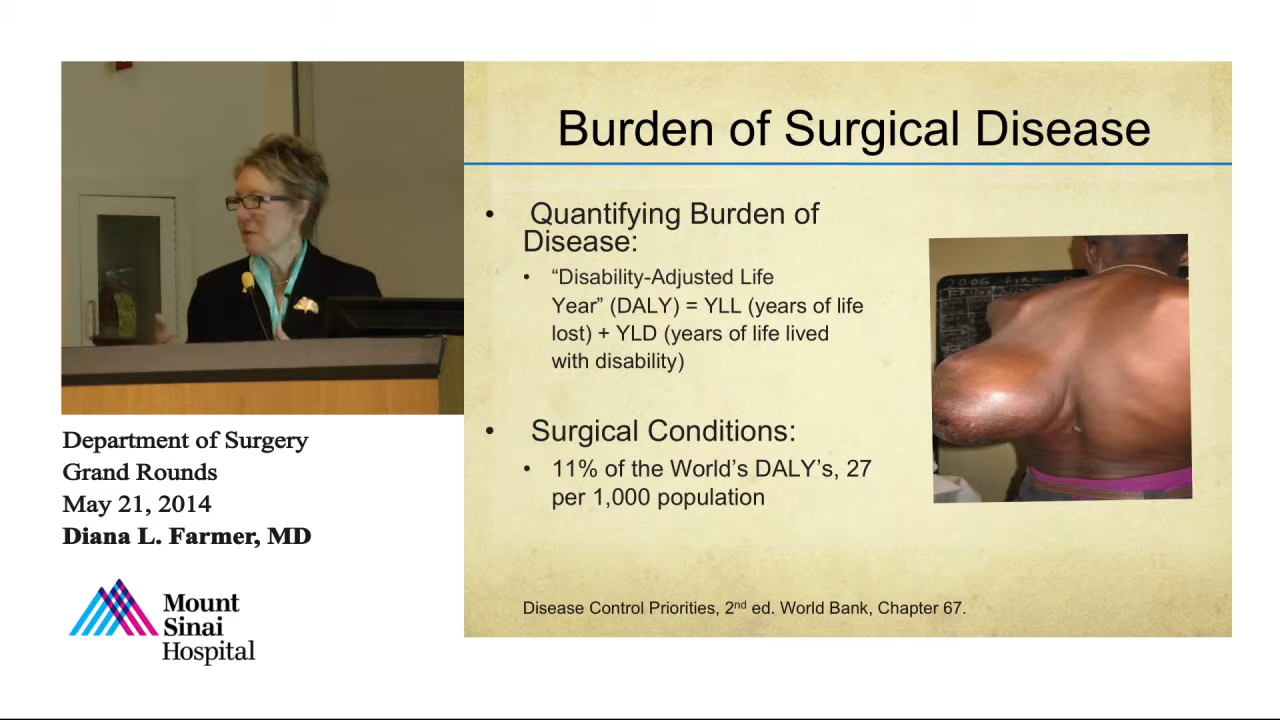 Burden of Surgical Disease
• Quantifying Burden of
Disease:
• “Disability-Adjusted Life
Year” (DALY) = YLL (years of life
lost) + YLD (years of life lived
with disability)
• Surgical Conditions:
• 11% of the World’s DALY’s, 27
per 1,000 population
Disease Control Priorities, 2nd ed. World Bank, Chapter 67.
Department of Surgery
Grand Rounds
May 21, 2014
Diana L. Farmer, MD
Mount
Sinai
Hospital